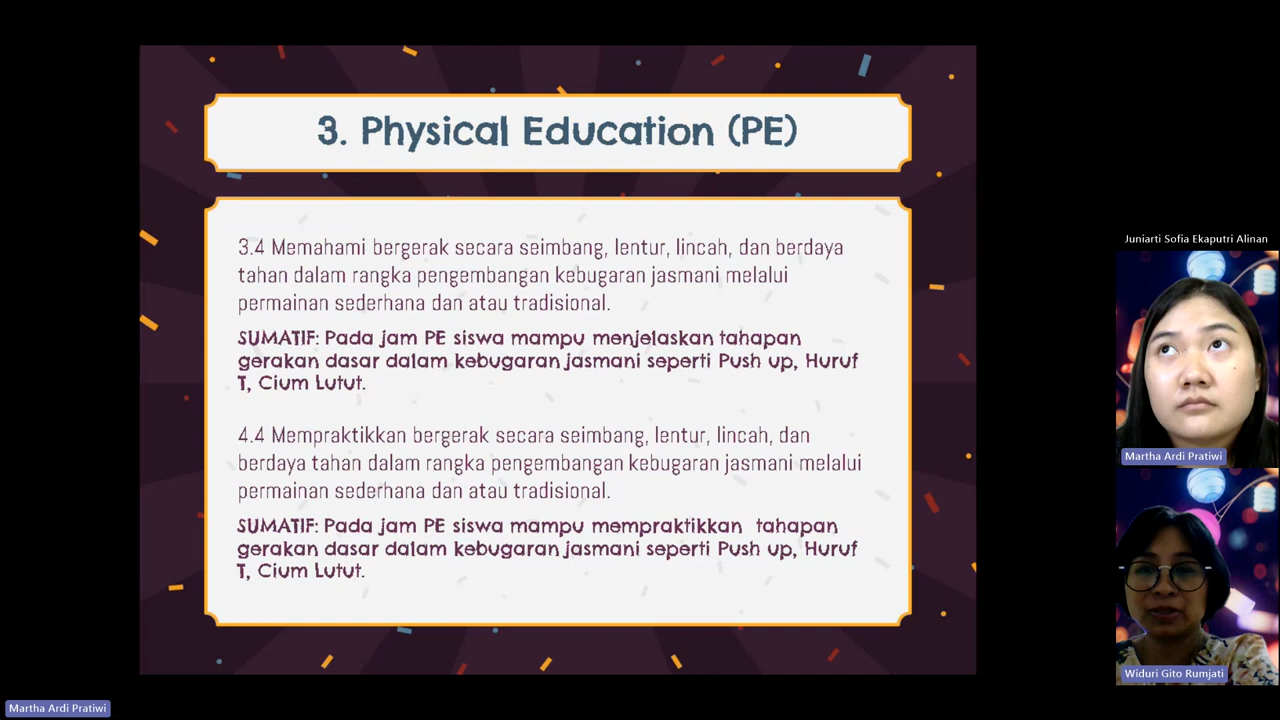 3. Physical Education (PE)
3.4 Memahami bergerak secara seimbang, lentur, lincah, dan berdaya
tahan dalam rangka pengembangan kebugaran jasmani melalui
permainan sederhana dan atau tradisional.
SUMATIF: Pada jam PE siswa mampu menjelaskan tahapan
gerakan dasar dalam kebugaran jasmani seperti Push up, Huruf
T, Cium Lutut.
4.4 Mempraktikkan bergerak secara seimbang, lentur, lincah, dan
berdaya tahan dalam rangka pengembangan kebugaran jasmani melalui
permainan sederhana dan atau tradisional.
SUMATIF: Pada jam PE siswa mampu mempraktikkan tahapan
gerakan dasar dalam kebugaran jasmani seperti Push up, Huruf
T, Cium Lutut.
Juniarti Sofia Ekaputri Alinan
Martha Ardi Pratiwi
Widuri Gito Rumjati
Martha Ardi Pratiwi